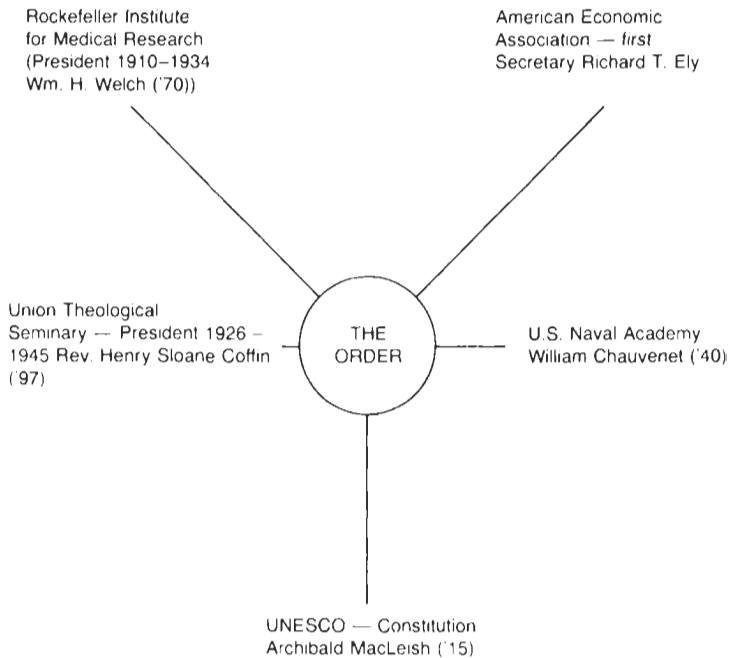 Rockefeller Institute
for Medical Research
(President 1910–1934
Wm. H. Welch ('70))
American Economic
Association — first
Secretary Richard T. Ely
Union Theological
Seminary — President 1926 –
1945 Rev. Henry Sloane Coffin
('97)
THE
ORDER
U.S. Naval Academy
William Chauvenet ('40)
UNESCO — Constitution
Archibald MacLeish ('15)